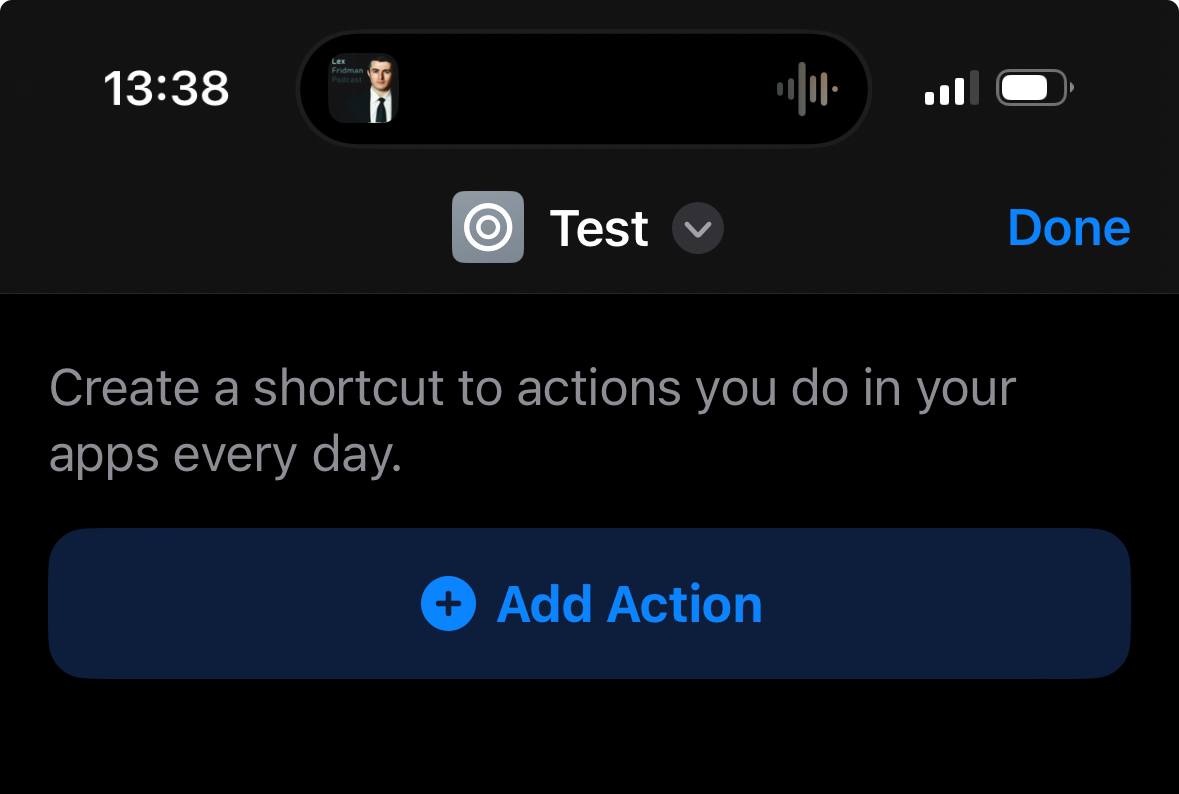 13:38
Lex
Fridman
Podcast
Test
Done
Create a shortcut to actions you do in your
apps every day.
Add Action